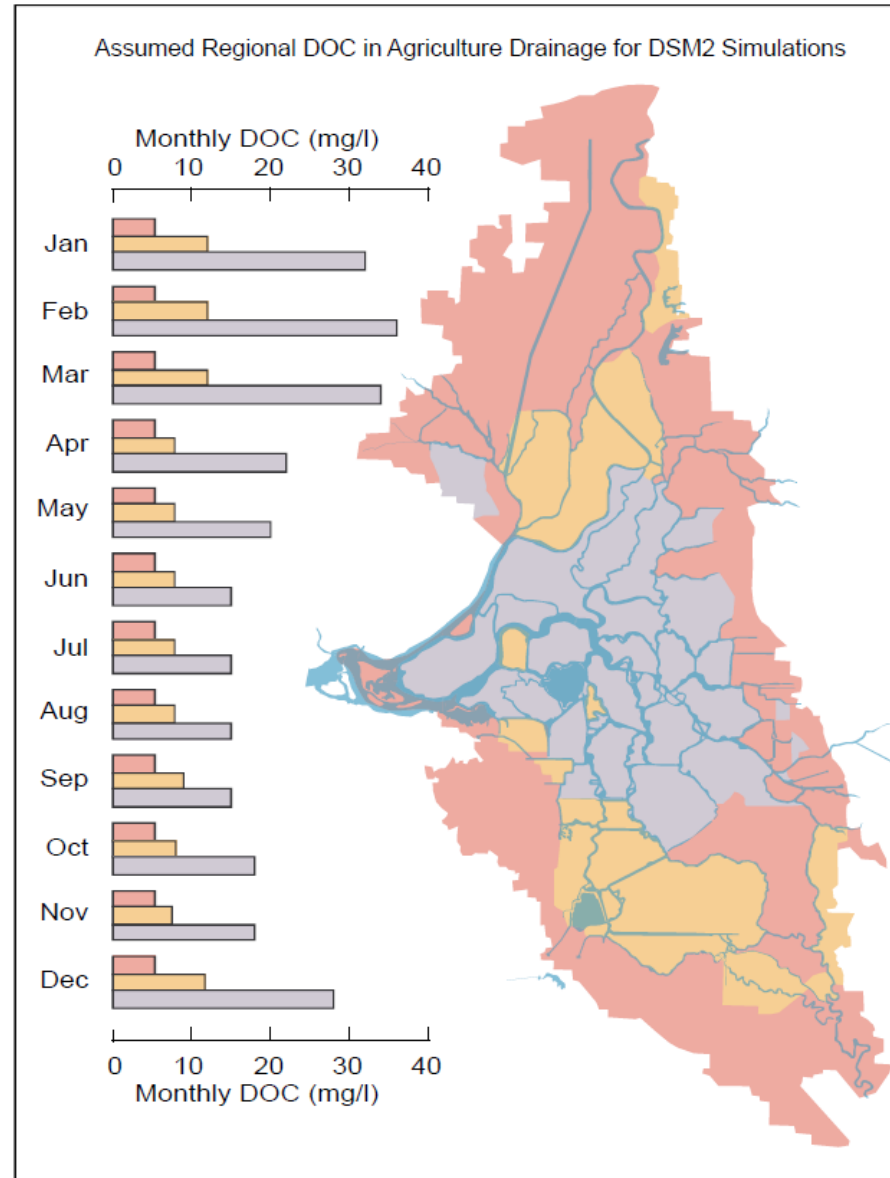 Assumed Regional DOC in Agriculture Drainage for DSM2 Simulations
Monthly DOC (mg/l)
0 10 20 30 40
Jan
Feb
Mar
Apr
May
Jun
Jul
Aug
Sep
Oct
Nov
Dec
0 10 20 30 40
Monthly DOC (mg/l)